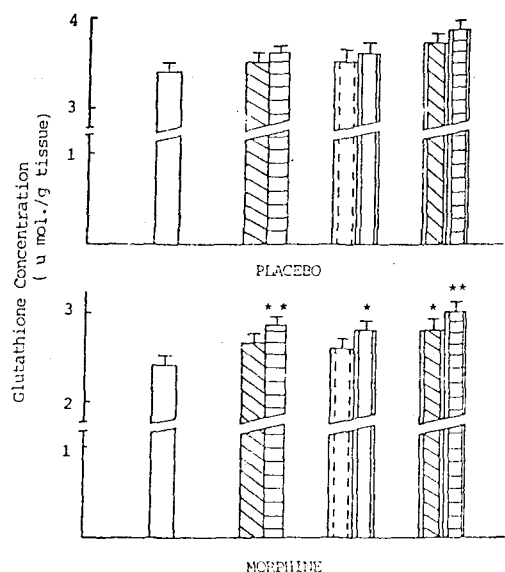 4
3
1
PLACEBO
Glutathione Concentration
( u mol./g tissue)
3
2
1
** * * **
MORPHINE